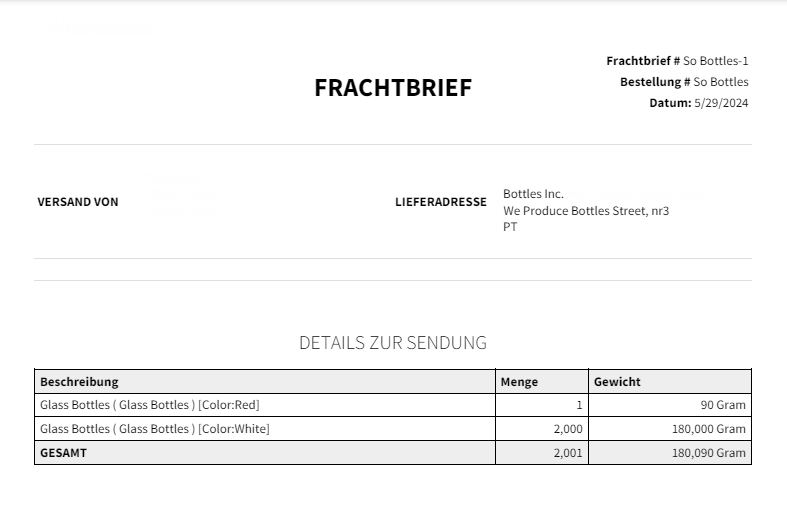 Frachtbrief # So Bottles-1
Bestellung # So Bottles
Datum: 5/29/2024
FRACHTBRIEF
VERSAND VON
LIEFERADRESSE
Bottles Inc.
We Produce Bottles Street, nr3
PT
DETAILS ZUR SENDUNG
Beschreibung Menge Gewicht
Glass Bottles ( Glass Bottles ) [Color:Red] 1 90 Gram
Glass Bottles ( Glass Bottles ) [Color:White] 2,000 180,000 Gram
GESAMT 2,001 180,090 Gram